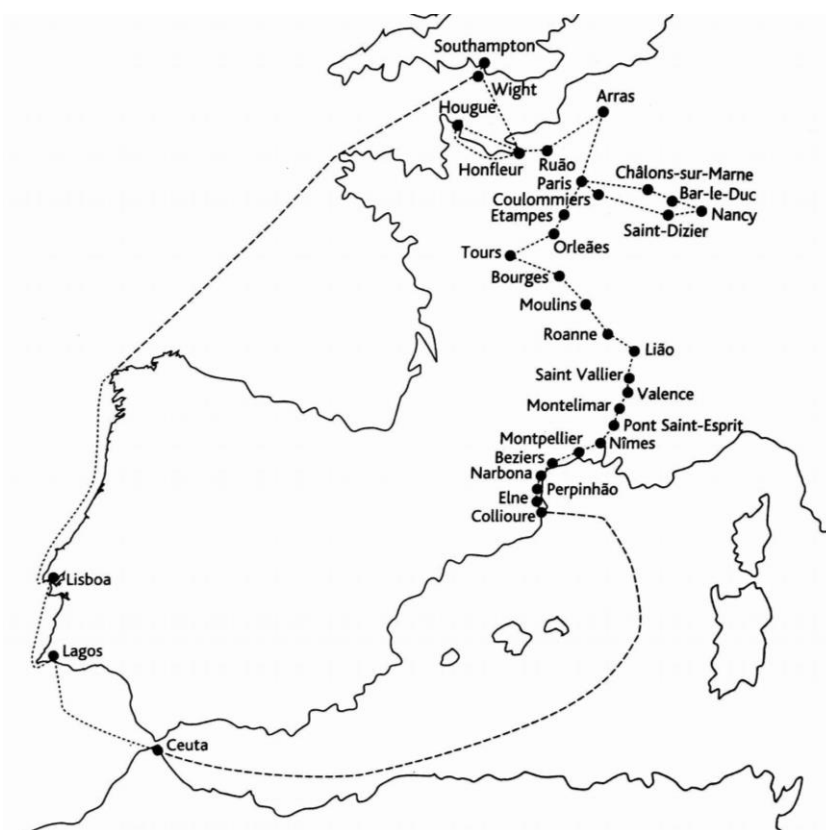 Southampton
Wight
Hougue
Arras
Honfleur
Ruão
Paris
Châlons-sur-Marne
Bar-le-Duc
Coulommiers
Etampes
Nancy
Saint-Dizier
Orleães
Tours
Bourges
Moulins
Roanne
Lião
Saint Vallier
Valence
Montelimar
Pont Saint-Esprit
Montpellier
Nîmes
Beziers
Narbona
Perpinhão
Elne
Collioure
Lisboa
Lagos
Ceuta